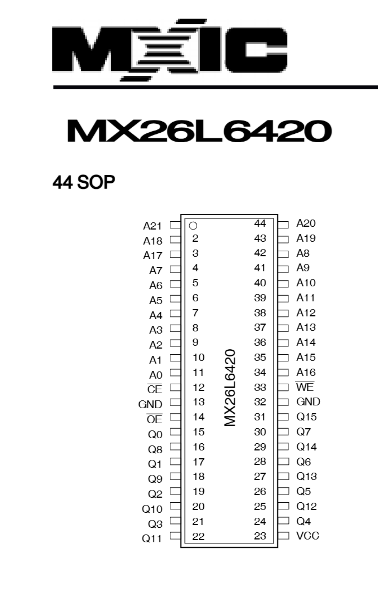 MXIC
MX26L6420
44 SOP
A21 44 A20
A18 2 43 A19
A17 3 42 A8
A7 4 41 A9
A6 5 40 A10
A5 6 39 A11
A4 7 38 A12
A3 8 37 A13
A2 9 36 A14
A1 10 35 A15
A0 11 34 A16
C̅E̅ 12 33 W̅E̅
GND 13 32 GND
O̅E̅ 14 31 Q15
Q0 15 30 Q7
Q8 16 29 Q14
Q1 17 28 Q6
Q9 18 27 Q13
Q2 19 26 Q5
Q10 20 25 Q12
Q3 21 24 Q4
Q11 22 23 VCC
MX26L6420